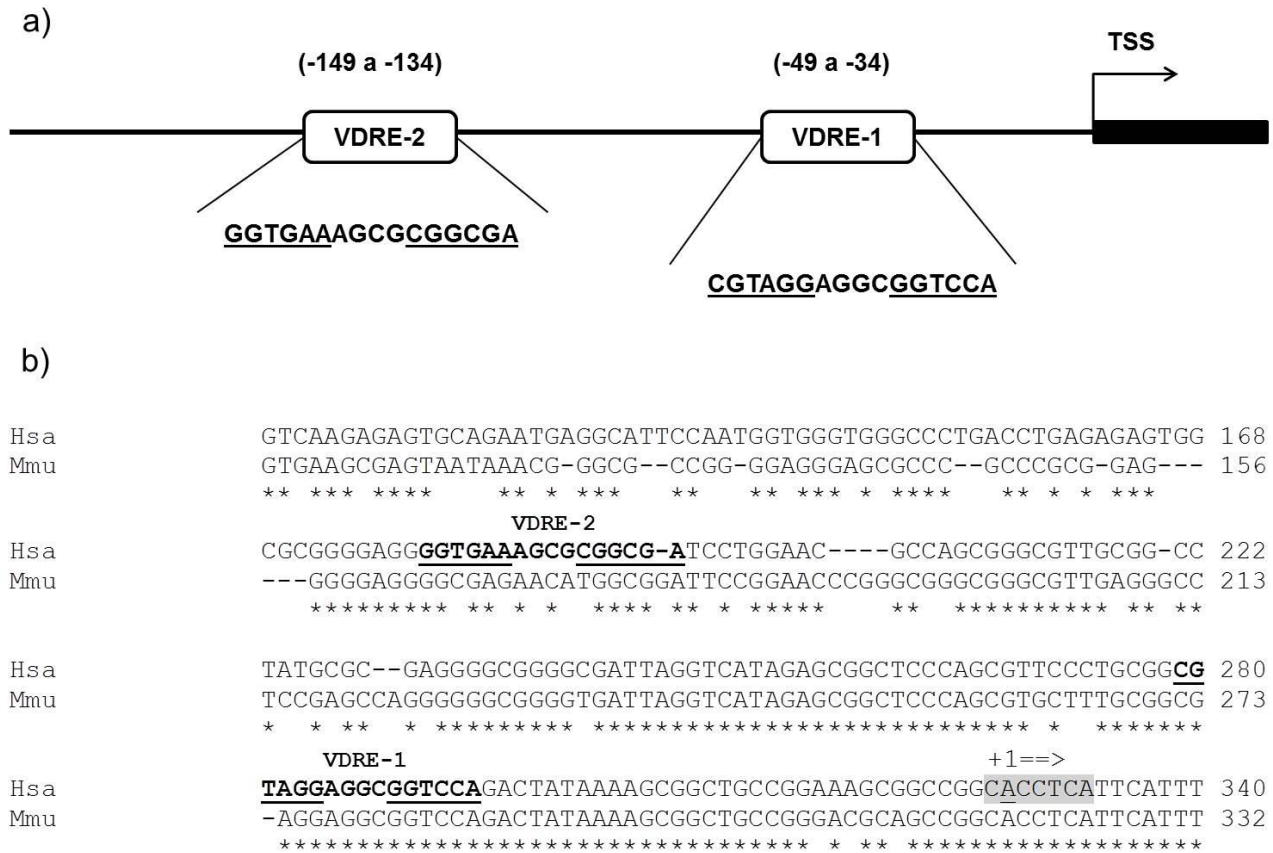 a)
(-149 a -134)
(-49 a -34)
TSS
VDRE-2
VDRE-1
GGTGAAAGCGCGGCGA
CGTAGGAGGCGGTCCA
b)
Hsa GTCAAGAGAGTGCAGAATGAGGCATTCCAATGGTGGGTGGGCCCTGACCTGAGAGAGTGG 168
Mmu GTGAAGCGAGTAATAAACG-GGCG--CCGG-GGAGGGAGCGCCC--GCCCGCG-GAG--- 156
** *** **** ** * *** ** ** *** * **** ** * * ***
VDRE-2
Hsa CGCGGGGAGGGGTGAAAGCGCGGCG-ATCCTGGAAC----GCCAGCGGGCGTTGCGG-CC 222
Mmu ---GGGGAGGGGCGAGAACATGGCGGATTCCGGAACCCGGGCGGGCGGGCGTTGAGGGCC 213
********* ** * * **** ** * ***** ** ********** ** **
Hsa TATGCGC--GAGGGGCGGGGCGATTAGGTCATAGAGCGGCTCCCAGCGTTCCCTGCGGCG 280
Mmu TCCGAGCCAGGGGGGCGGGGTGATTAGGTCATAGAGCGGCTCCCAGCGTGCTTTGCGGCG 273
* * ** * ********* **************************** * *******
VDRE-1
+1==>
Hsa TAGGAGGCGGTCCAGACTATAAAAGCGGCTGCCGGAAAGCGGCCGGCACCTCATTCATTT 340
Mmu -AGGAGGCGGTCCAGACTATAAAAGCGGCTGCCGGGACGCAGCCGGCACCTCATTCATTT 332
********************************** * ** *******************